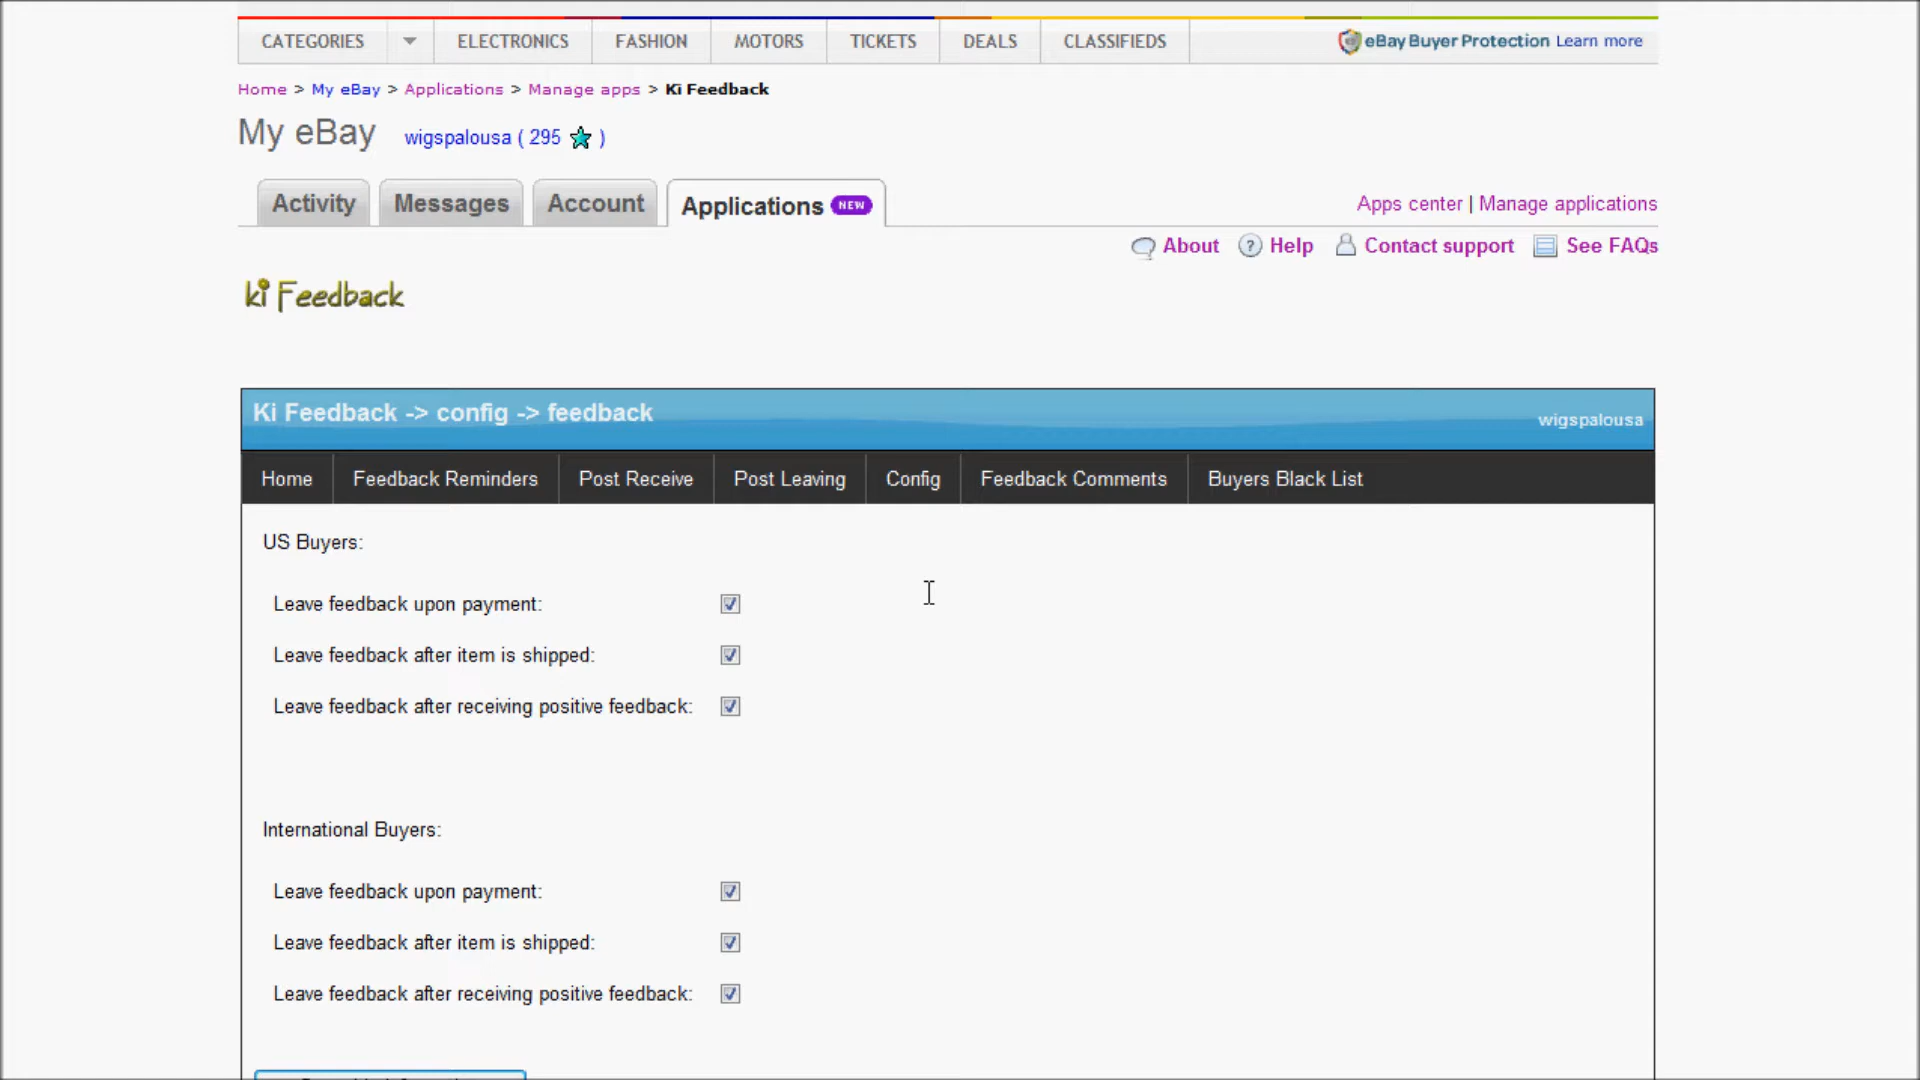 CATEGORIES ELECTRONICS FASHION MOTORS TICKETS DEALS CLASSIFIEDS eBay Buyer Protection Learn more
Home > My eBay > Applications > Manage apps > Ki Feedback
My eBay wigspalousa ( 295 )
Activity Messages Account Applications NEW Apps center | Manage applications
About Help Contact support See FAQs
ki Feedback
Ki Feedback -> config -> feedback wigspalousa
Home Feedback Reminders Post Receive Post Leaving Config Feedback Comments Buyers Black List
US Buyers:
Leave feedback upon payment:
Leave feedback after item is shipped:
Leave feedback after receiving positive feedback:
International Buyers:
Leave feedback upon payment:
Leave feedback after item is shipped:
Leave feedback after receiving positive feedback: